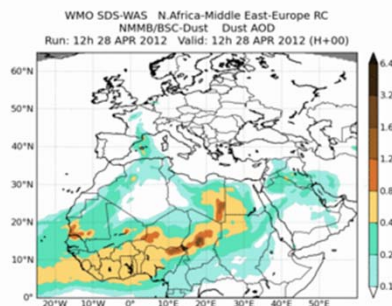 WMO SDS-WAS N.Africa-Middle East-Europe RC
NMMB/BSC-Dust Dust AOD
Run: 12h 28 APR 2012 Valid: 12h 28 APR 2012 (H+00)
60°N
50°N
40°N
30°N
20°N
10°N
0°
20°W 10°W 0° 10°E 20°E 30°E 40°E 50°E
6.4
3.2
1.6
1.2
0.8
0.4
0.2